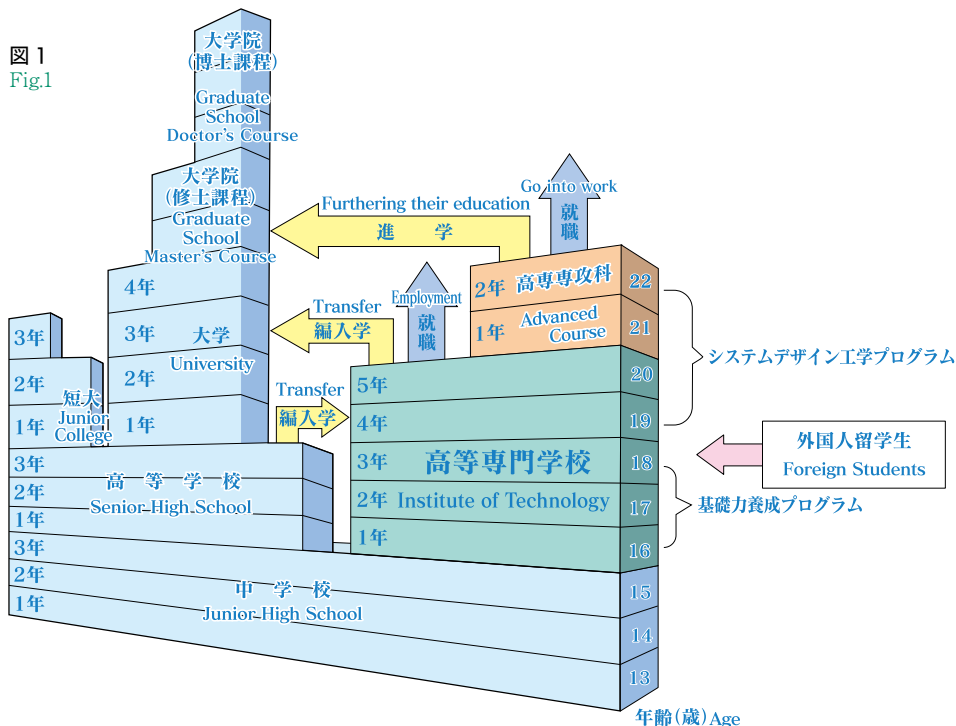 図1
Fig.1
大学院
(博士課程)
Graduate
School
Doctor's Course
大学院
(修士課程)
Graduate
School
Master's Course
4年
3年
大学
University
2年
1年
3年
2年
1年
短大
Junior
College
3年
2年
1年
高等学校
Senior High School
3年
2年
1年
中学校
Junior High School
Furthering their education
進学
Go into work
就職
Transfer
編入学
Employment
就職
Transfer
編入学
2年
高専専攻科
1年
Advanced
Course
5年
4年
3年
高等専門学校
2年
Institute of Technology
1年
22
21
20
19
18
17
16
15
14
13
年齢(歳)Age
システムデザイン工学プログラム
外国人留学生
Foreign Students
基礎力養成プログラム